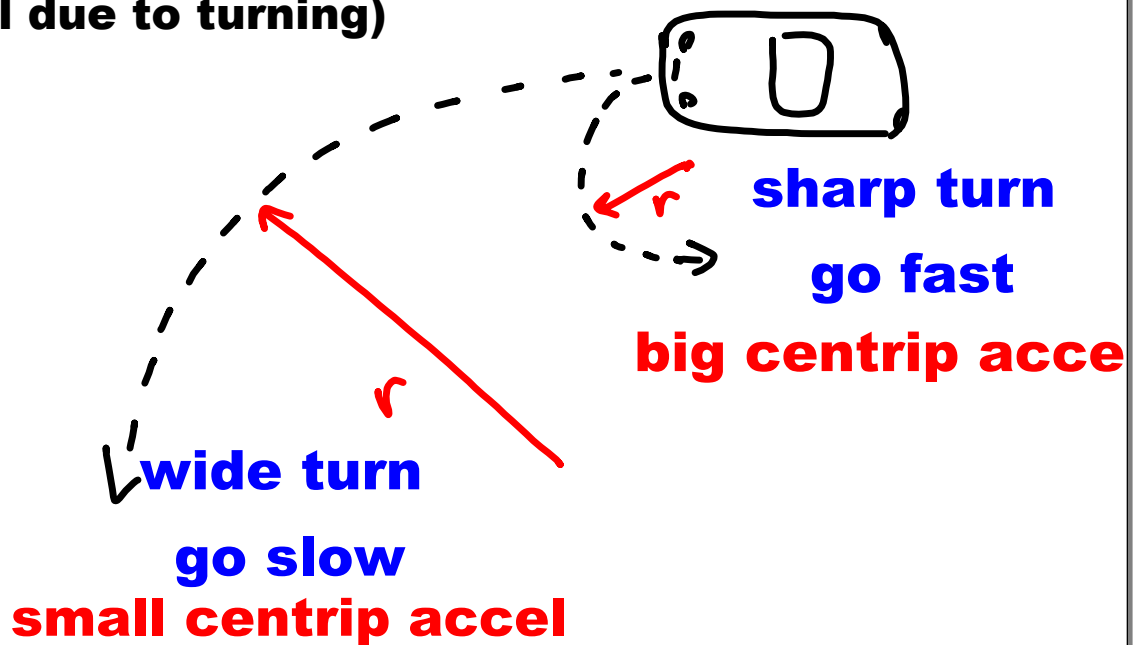 l due to turning)
sharp turn
r
go fast
big centrip acce
r
wide turn
go slow
small centrip accel